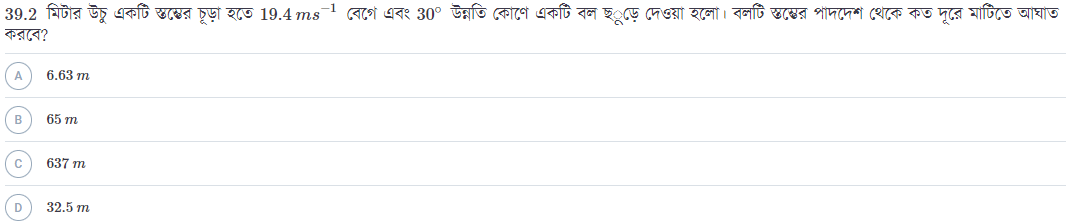 39.2 মিটার উচু একটি স্তম্ভের চূড়া হতে 19.4 ms⁻¹ বেগে এবং 30° উন্নতি কোণে একটি বল ছ‍ুঁড়ে দেওয়া হলো। বলটি স্তম্ভের পাদদেশ থেকে কত দূরে মাটিতে আঘাত
করবে?
A 6.63 m
B 65 m
C 637 m
D 32.5 m